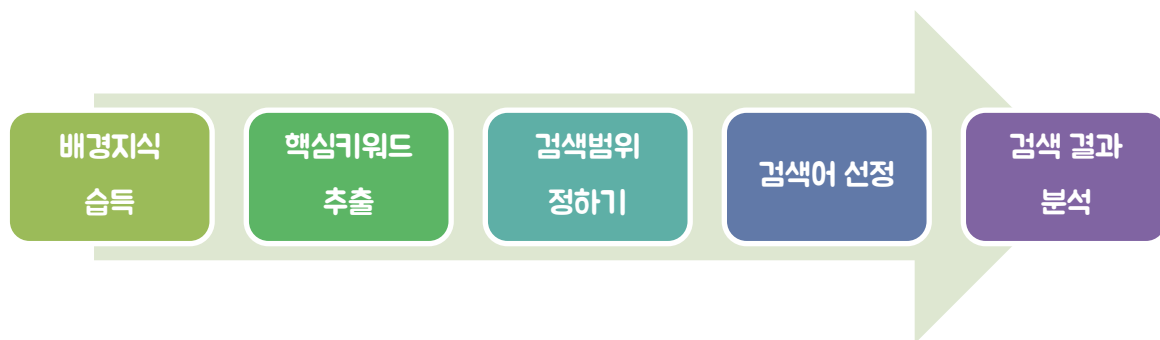 배경지식
습득
핵심키워드
추출
검색범위
정하기
검색어 선정
검색 결과
분석